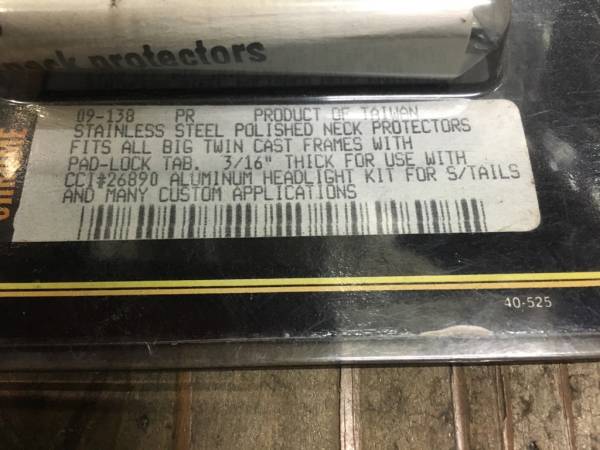 neck protectors
09-138 PR PRODUCT OF TAIWAN
STAINLESS STEEL POLISHED NECK PROTECTORS
FITS ALL BIG TWIN CAST FRAMES WITH
PAD-LOCK TAB. 3/16" THICK FOR USE WITH
CCI#26890 ALUMINUM HEADLIGHT KIT FOR S/TAILS
AND MANY CUSTOM APPLICATIONS
40-525